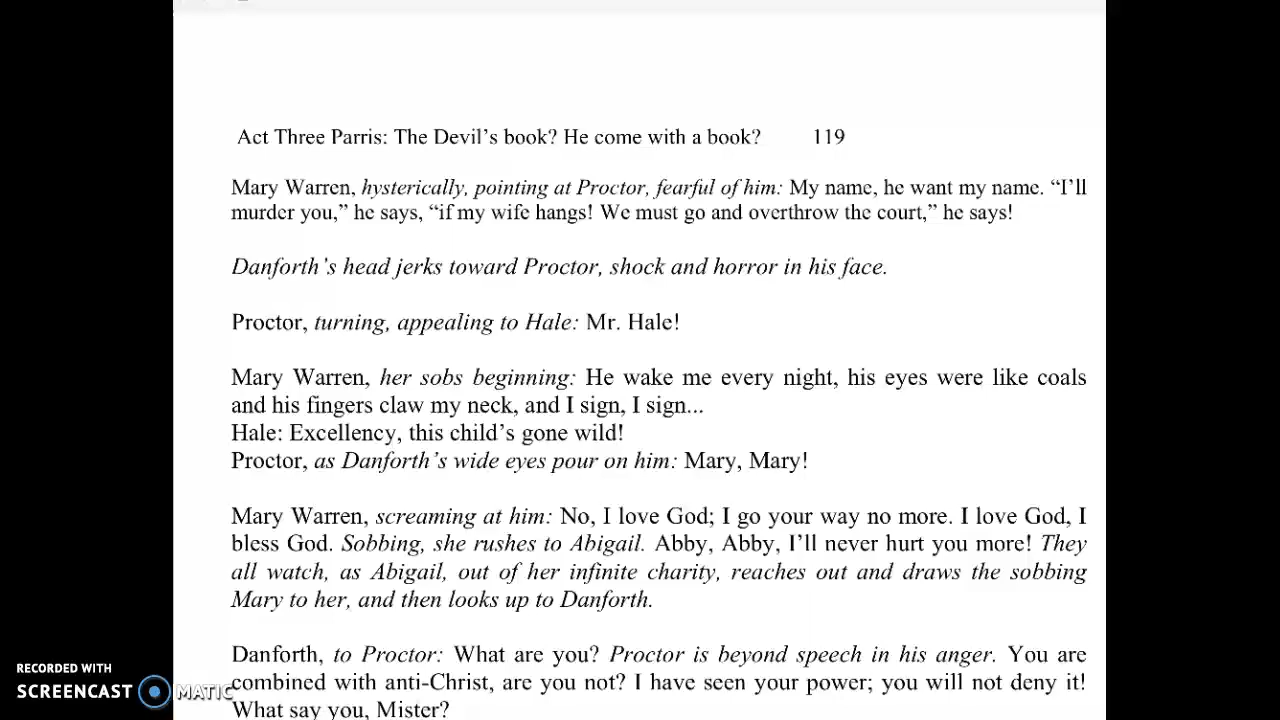 Act Three Parris: The Devil’s book? He come with a book? 119
Mary Warren, hysterically, pointing at Proctor, fearful of him: My name, he want my name. “I’ll
murder you,” he says, “if my wife hangs! We must go and overthrow the court,” he says!
Danforth’s head jerks toward Proctor, shock and horror in his face.
Proctor, turning, appealing to Hale: Mr. Hale!
Mary Warren, her sobs beginning: He wake me every night, his eyes were like coals
and his fingers claw my neck, and I sign, I sign...
Hale: Excellency, this child’s gone wild!
Proctor, as Danforth’s wide eyes pour on him: Mary, Mary!
Mary Warren, screaming at him: No, I love God; I go your way no more. I love God, I
bless God. Sobbing, she rushes to Abigail. Abby, Abby, I’ll never hurt you more! They
all watch, as Abigail, out of her infinite charity, reaches out and draws the sobbing
Mary to her, and then looks up to Danforth.
Danforth, to Proctor: What are you? Proctor is beyond speech in his anger. You are
combined with anti-Christ, are you not? I have seen your power; you will not deny it!
What say you, Mister?
RECORDED WITH
SCREENCAST MATIC